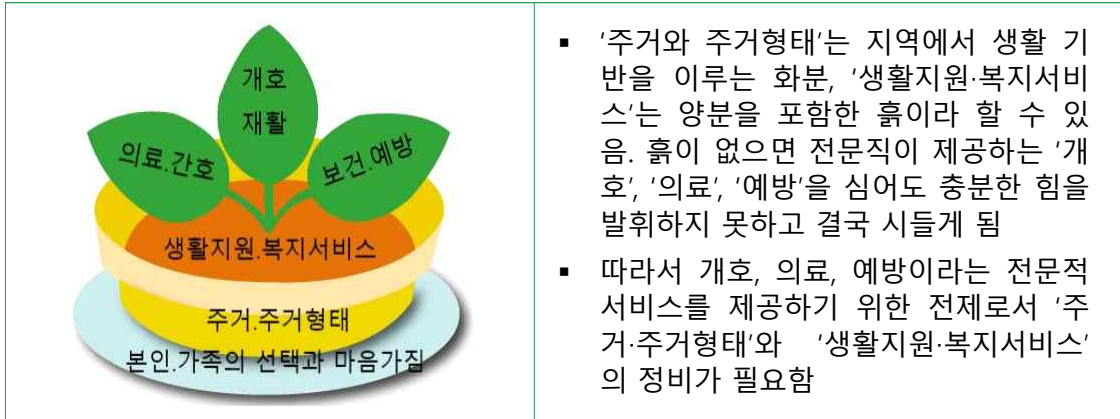 개호
재활
의료.간호
보건.예방
생활지원.복지서비스
주거.주거형태
본인.가족의 선택과 마음가짐
▪ '주거와 주거형태'는 지역에서 생활 기
반을 이루는 화분, '생활지원·복지서비
스'는 양분을 포함한 흙이라 할 수 있
음. 흙이 없으면 전문직이 제공하는 '개
호', '의료', '예방'을 심어도 충분한 힘을
발휘하지 못하고 결국 시들게 됨
▪ 따라서 개호, 의료, 예방이라는 전문적
서비스를 제공하기 위한 전제로서 '주
거·주거형태'와 '생활지원·복지서비스'
의 정비가 필요함